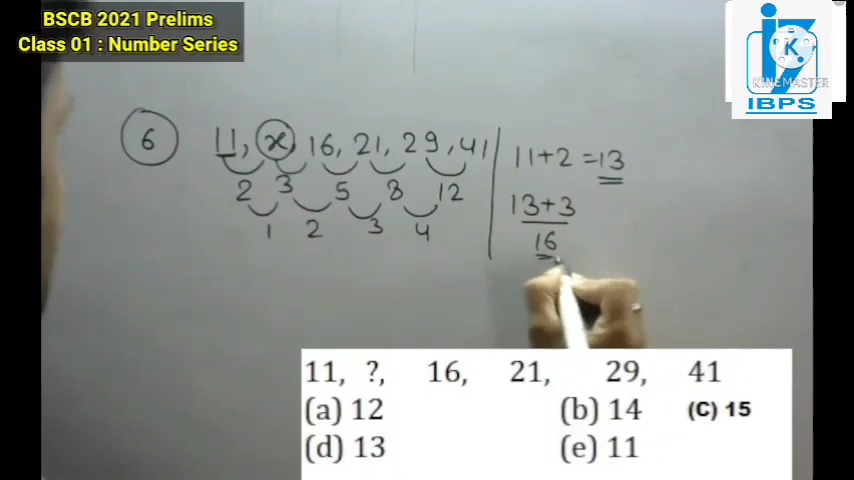 BSCB 2021 Prelims
Class 01 : Number Series
K
KINEMASTER
IBPS
6 11, x, 16, 21, 29, 41
2 3 5 8 12
1 2 3 4
11+2 =13
13+3
16
11, ?, 16, 21, 29, 41
(a) 12 (b) 14 (C) 15
(d) 13 (e) 11